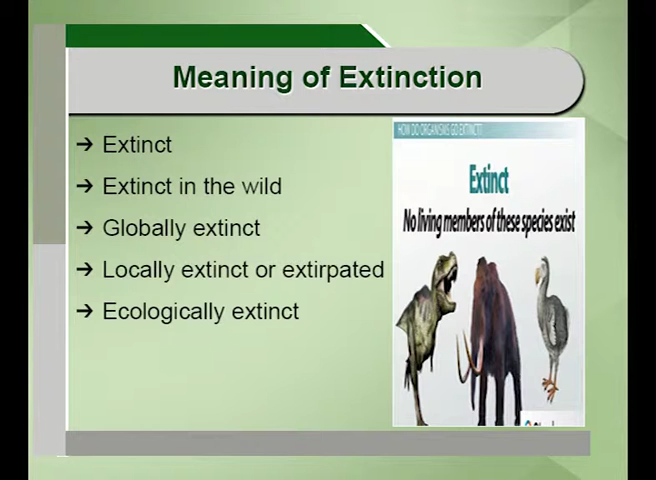 Meaning of Extinction
→ Extinct
→ Extinct in the wild
→ Globally extinct
→ Locally extinct or extirpated
→ Ecologically extinct
HOW DO ORGANISMS GO EXTINCT?
Extinct
No living members of these species exist